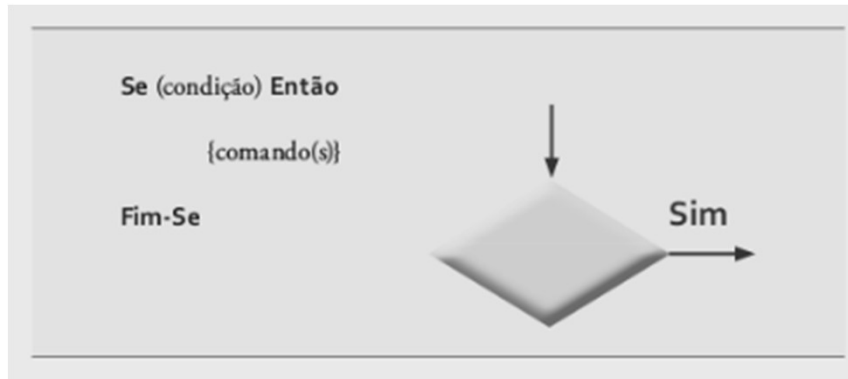 Se (condição) Então
{comando(s)}
Fim-Se
Sim